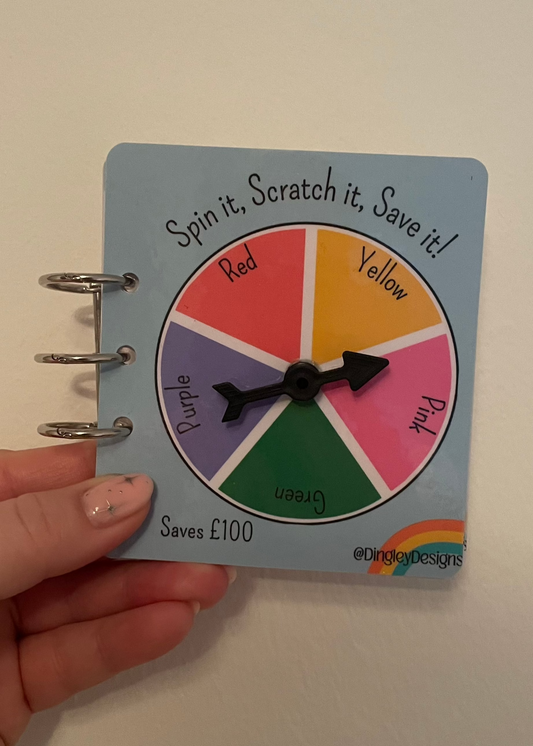 Spin it, Scratch it, Save it!
Red
Yellow
Purple
Pink
Green
Saves £100
@DingleyDesigns